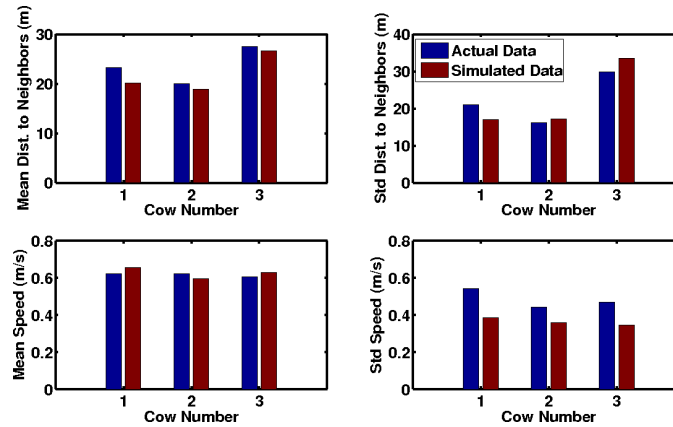 Mean Dist. to Neighbors (m)
30
20
10
0
1 2 3
Cow Number
Std Dist. to Neighbors (m)
40
30
20
10
0
Actual Data
Simulated Data
1 2 3
Cow Number
Mean Speed (m/s)
0.8
0.6
0.4
0.2
0
1 2 3
Cow Number
Std Speed (m/s)
0.8
0.6
0.4
0.2
0
1 2 3
Cow Number